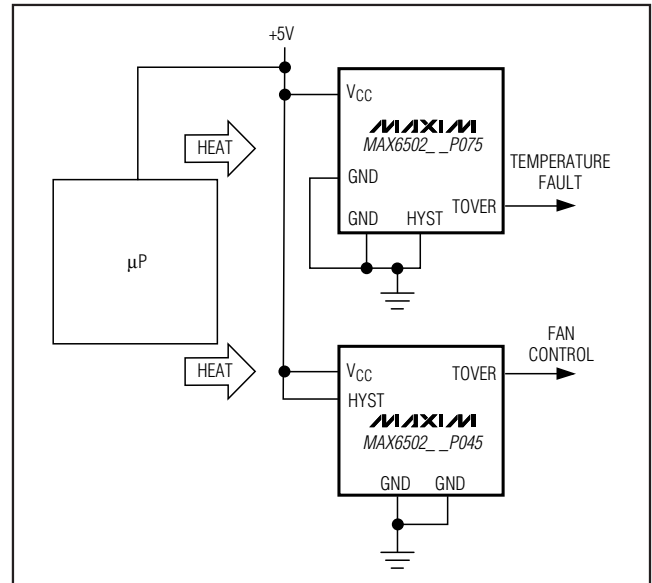 +5V
VCC
MAXIM
MAX6502_ _P075
HEAT
GND
TEMPERATURE
FAULT
TOVER
GND HYST
μP
FAN
CONTROL
HEAT
VCC
TOVER
HYST
MAXIM
MAX6502_ _P045
GND GND